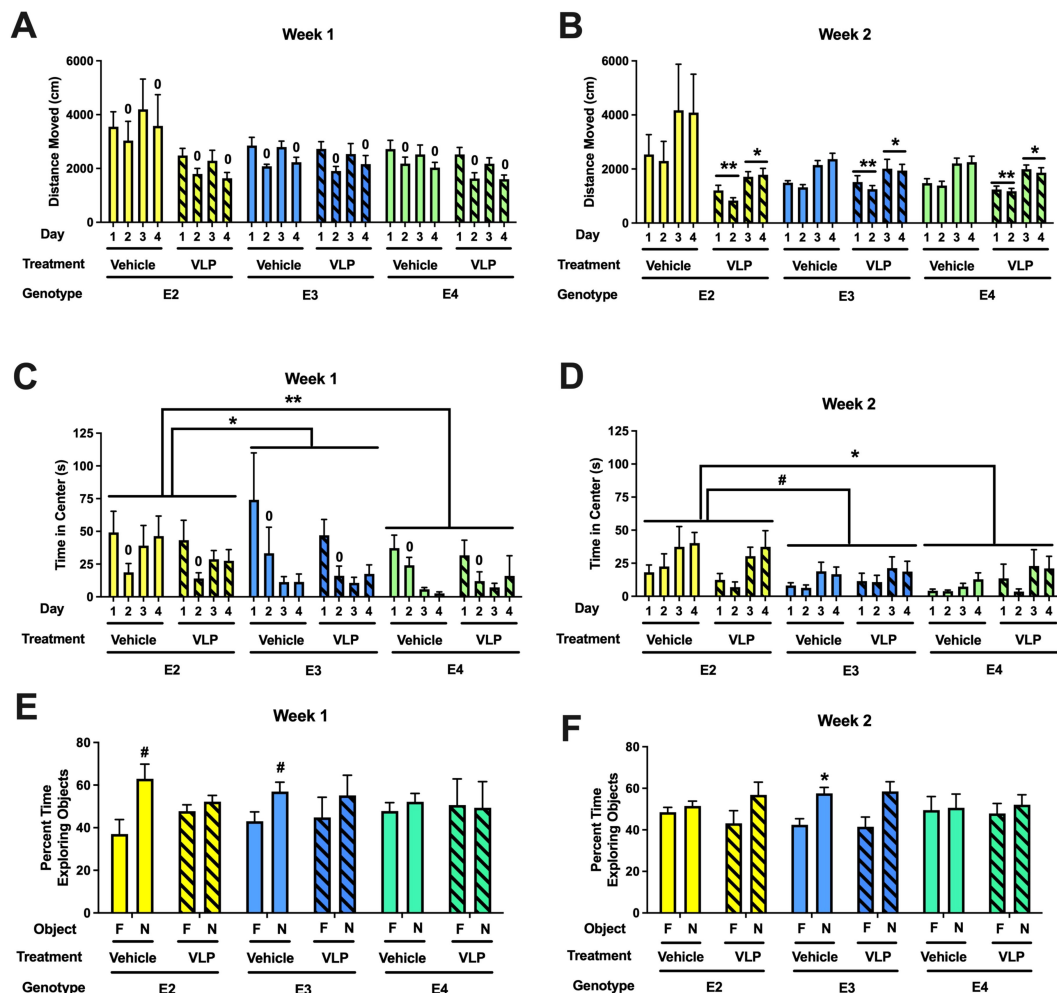 A
Week 1
Distance Moved (cm)
6000
4000
2000
0
0 0 0 0 0 0 0 0 0 0 0 0
Day 1 2 3 4 1 2 3 4 1 2 3 4 1 2 3 4 1 2 3 4 1 2 3 4
Treatment Vehicle VLP Vehicle VLP Vehicle VLP
Genotype E2 E3 E4
B
Week 2
Distance Moved (cm)
6000
4000
2000
0
** * ** * ** *
Day 1 2 3 4 1 2 3 4 1 2 3 4 1 2 3 4 1 2 3 4 1 2 3 4
Treatment Vehicle VLP Vehicle VLP Vehicle VLP
Genotype E2 E3 E4
C
Week 1
Time in Center (s)
**
*
125
100
75
50
25
0
0 0 0 0 0 0
Day 1 2 3 4 1 2 3 4 1 2 3 4 1 2 3 4 1 2 3 4 1 2 3 4
Treatment Vehicle VLP Vehicle VLP Vehicle VLP
E2 E3 E4
D
Week 2
Time in Center (s)
*
#
125
100
75
50
25
0
Day 1 2 3 4 1 2 3 4 1 2 3 4 1 2 3 4 1 2 3 4 1 2 3 4
Treatment Vehicle VLP Vehicle VLP Vehicle VLP
E2 E3 E4
E
Week 1
Percent Time
Exploring Objects
80
60
40
20
0
# #
Object F N F N F N F N F N F N
Treatment Vehicle VLP Vehicle VLP Vehicle VLP
Genotype E2 E3 E4
F
Week 2
Percent Time
Exploring Objects
80
60
40
20
0
*
Object F N F N F N F N F N F N
Treatment Vehicle VLP Vehicle VLP Vehicle VLP
Genotype E2 E3 E4